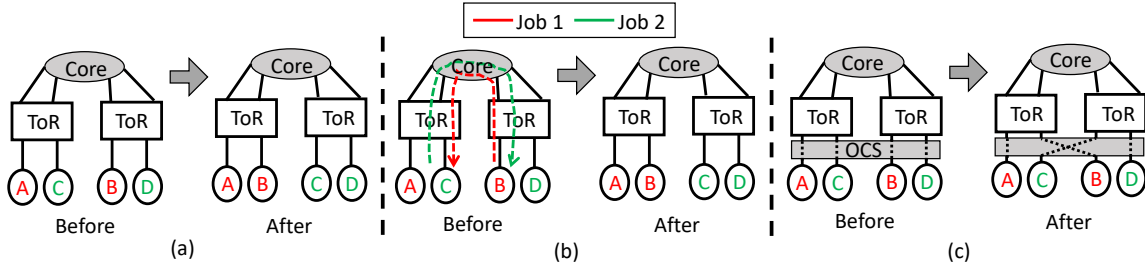 Job 1 Job 2
(a)
Core Core
ToR ToR ToR ToR
A C B D A B C D
Before After
(b)
Core Core
ToR ToR ToR ToR
A C B D A B C D
Before After
(c)
Core Core
ToR ToR ToR ToR
OCS
A C B D A C B D
Before After
(a) (b) (c)